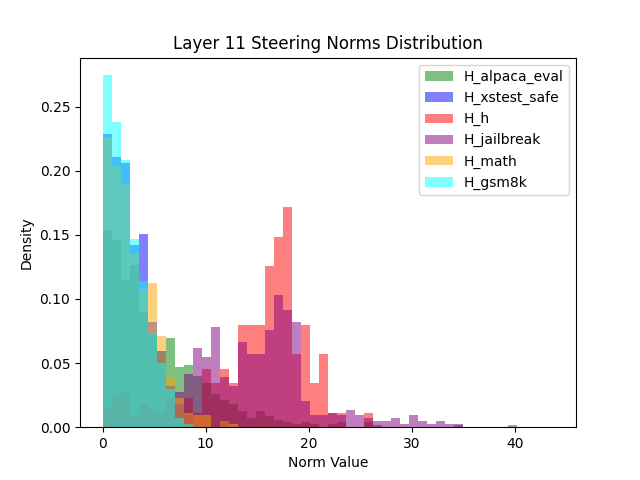 Layer 11 Steering Norms Distribution
H_alpaca_eval
H_xstest_safe
H_h
H_jailbreak
H_math
H_gsm8k
Density
0.25
0.20
0.15
0.10
0.05
0.00
0 10 20 30 40
Norm Value